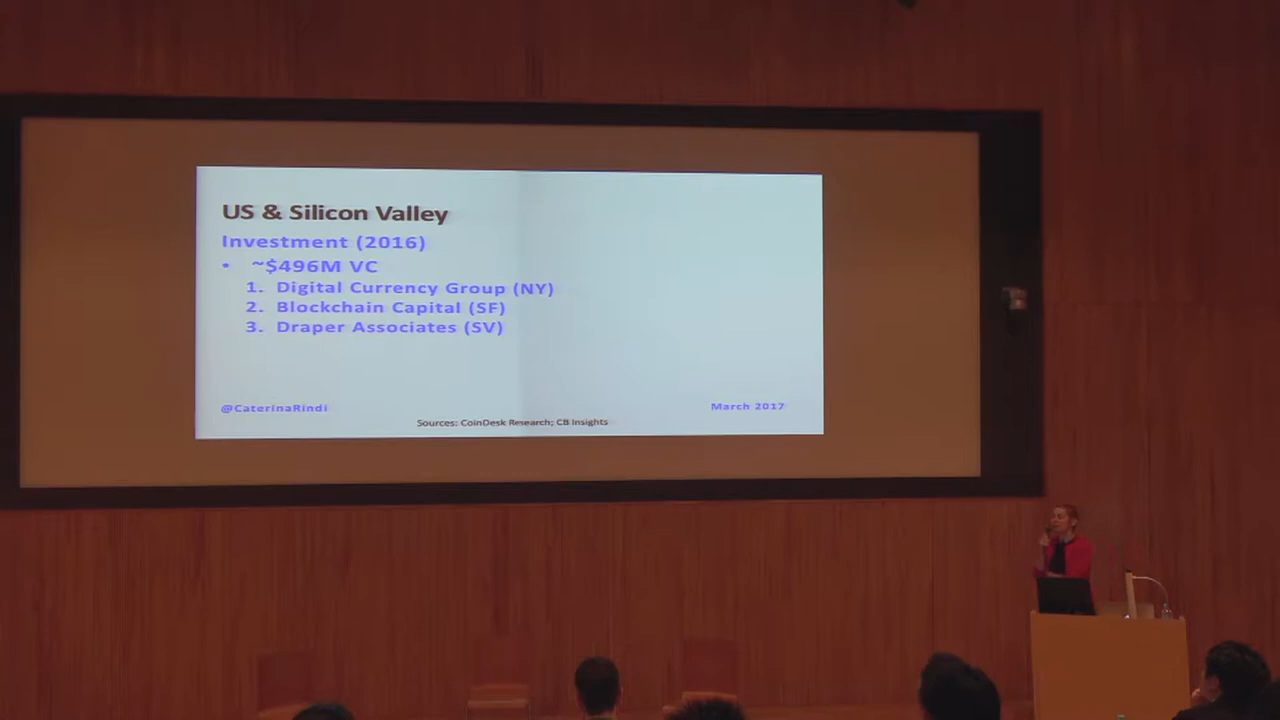 US & Silicon Valley
Investment (2016)
• ~$496M VC
1. Digital Currency Group (NY)
2. Blockchain Capital (SF)
3. Draper Associates (SV)
@CaterinaRindi
March 2017
Sources: CoinDesk Research; CB Insights